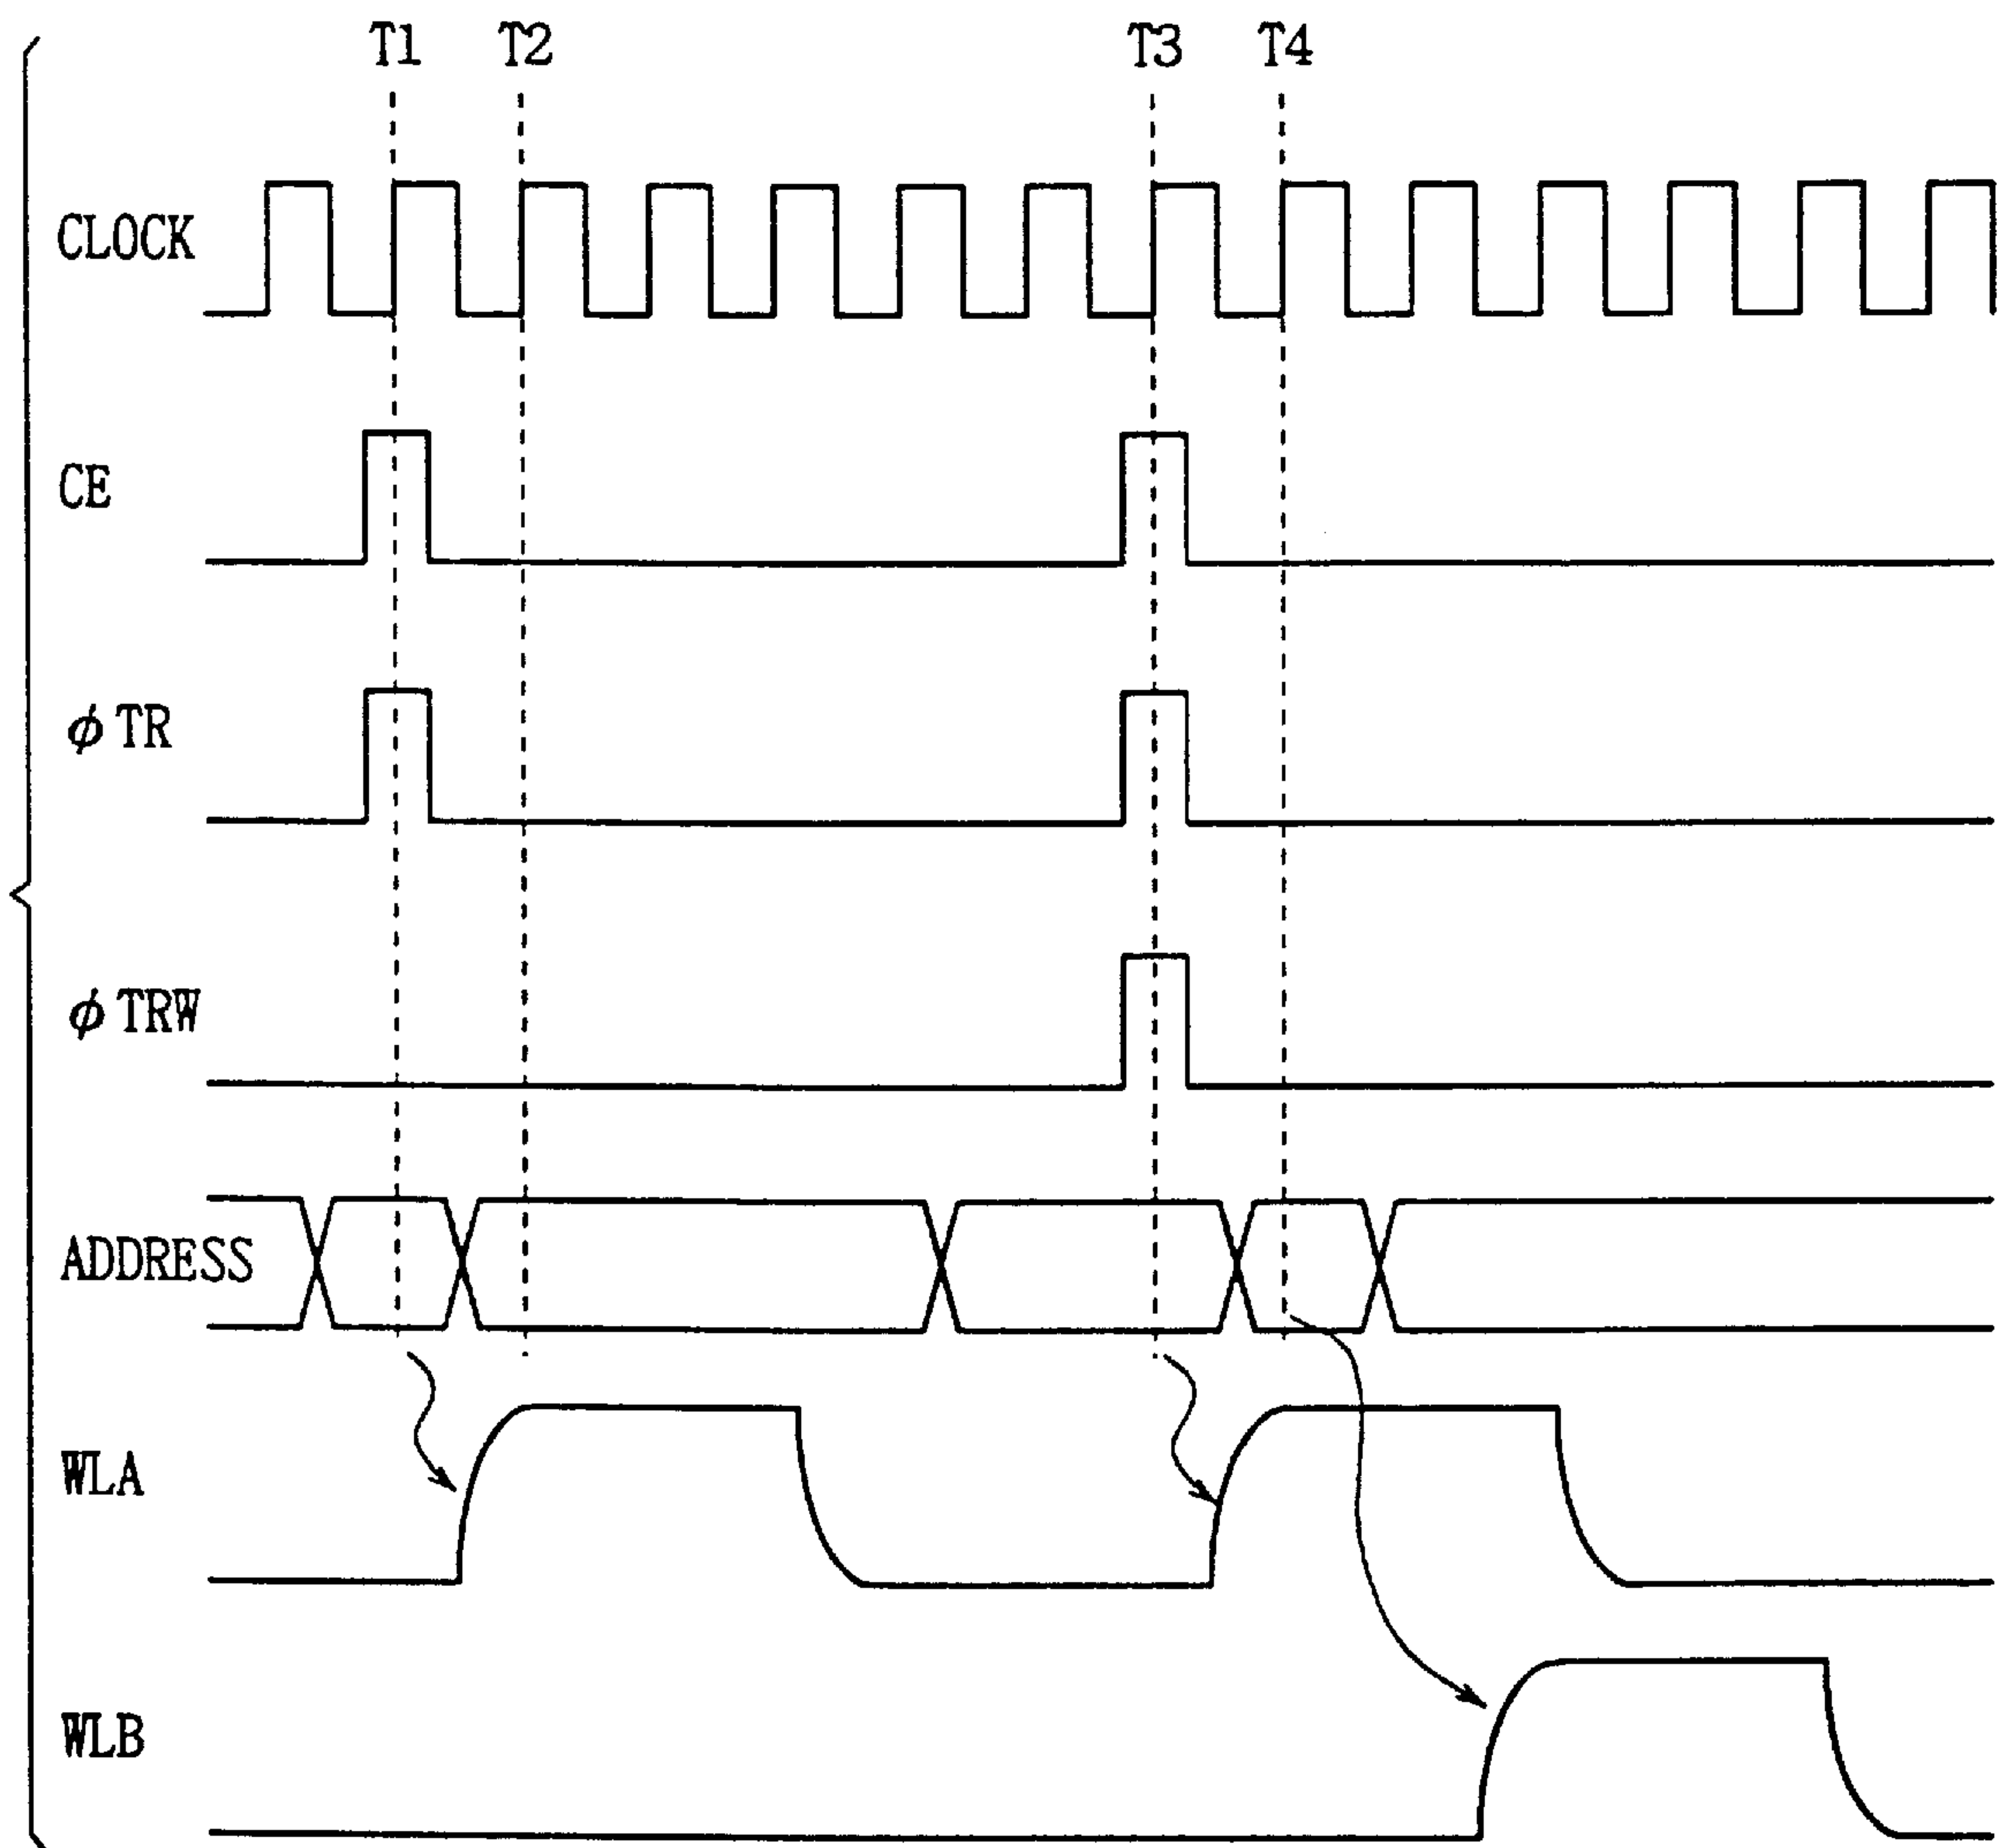 T1 T2 T3 T4
CLOCK
CE
φTR
φTRW
ADDRESS
WLA
WLB